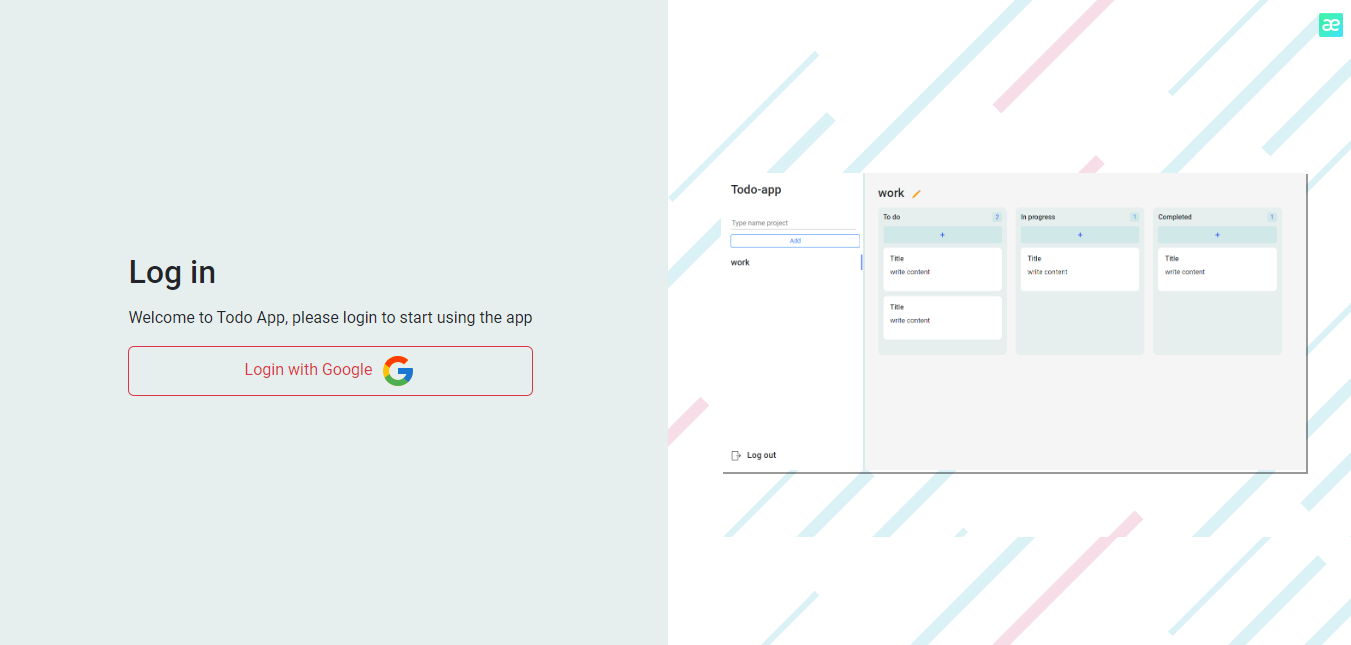 Log in
Welcome to Todo App, please login to start using the app
Login with Google
æ
Todo-app
Type name project
Add
work
Log out
work
To do 2
+
Title
write content
Title
write content
In progress 1
+
Title
write content
Completed 1
+
Title
write content